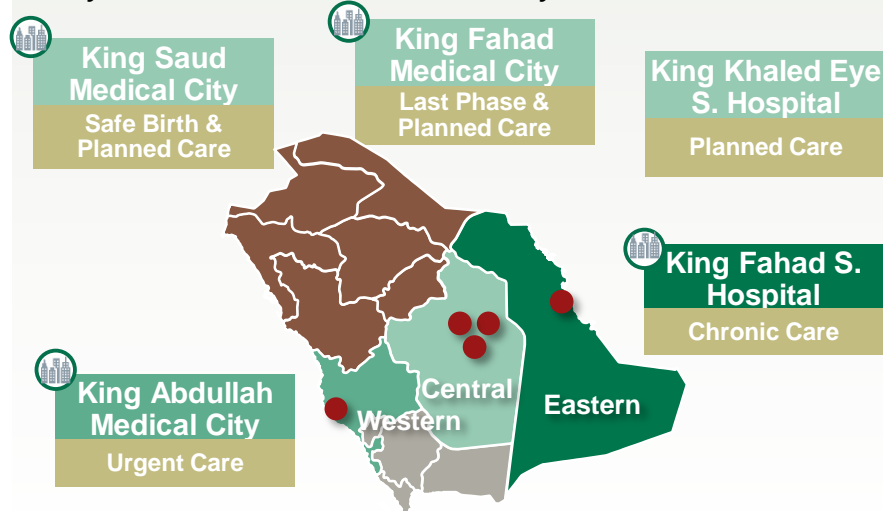 King Saud
Medical City
Safe Birth &
Planned Care
King Fahad
Medical City
Last Phase &
Planned Care
King Khaled Eye
S. Hospital
Planned Care
King Fahad S.
Hospital
Chronic Care
King Abdullah
Medical City
Urgent Care
Central
Western
Eastern